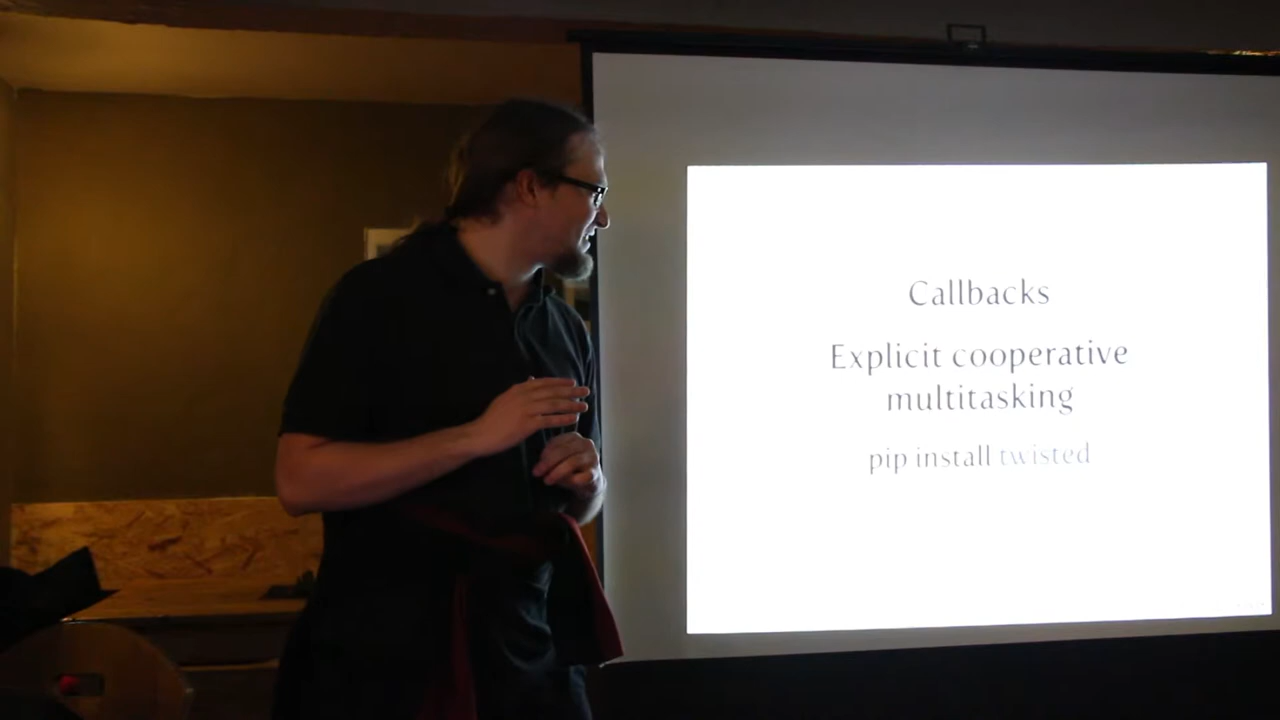 Callbacks
Explicit cooperative
multitasking
pip install twisted